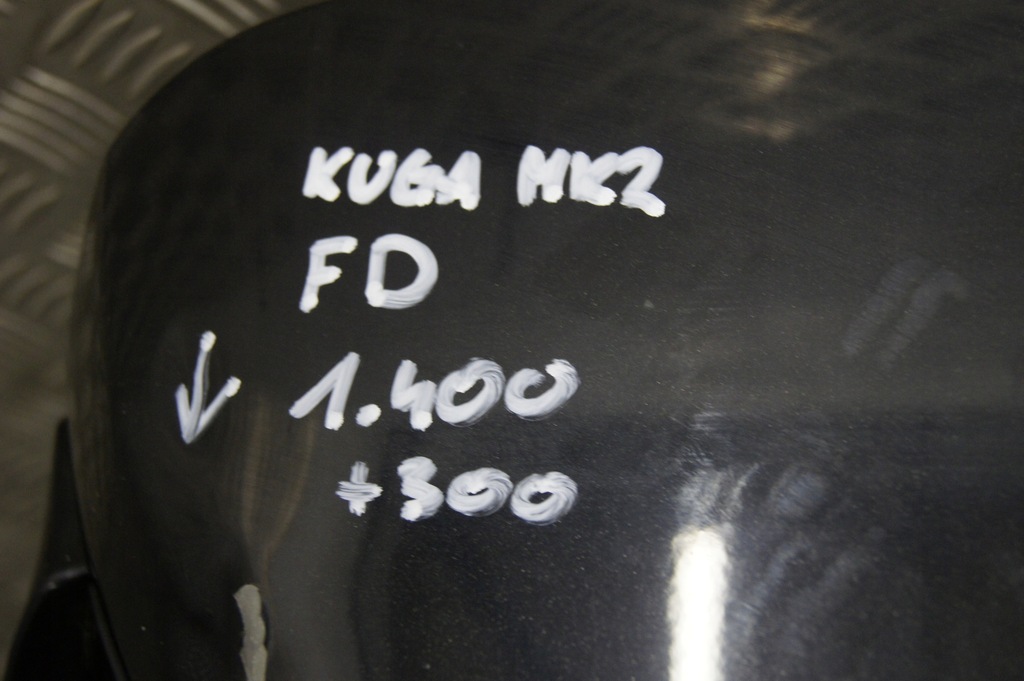 KUGA MK2
FD
↓ 1.400
+300